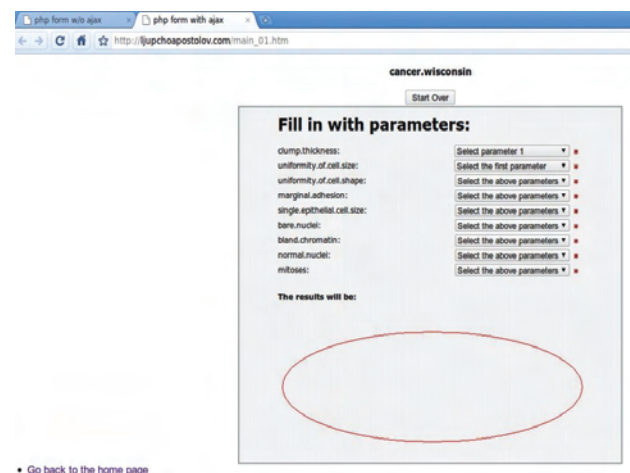 php form w/o ajax
php form with ajax
http://ljupchoapostolov.com/main_01.htm
cancer.wisconsin
Start Over
Fill in with parameters:
clump.thickness: Select parameter 1
uniformity.of.cell.size: Select the first parameter
uniformity.of.cell.shape: Select the above parameters
marginal.adhesion: Select the above parameters
single.epithelial.cell.size: Select the above parameters
bare.nuclei: Select the above parameters
bland.chromatin: Select the above parameters
normal.nuclei: Select the above parameters
mitoses: Select the above parameters
The results will be:
• Go back to the home page